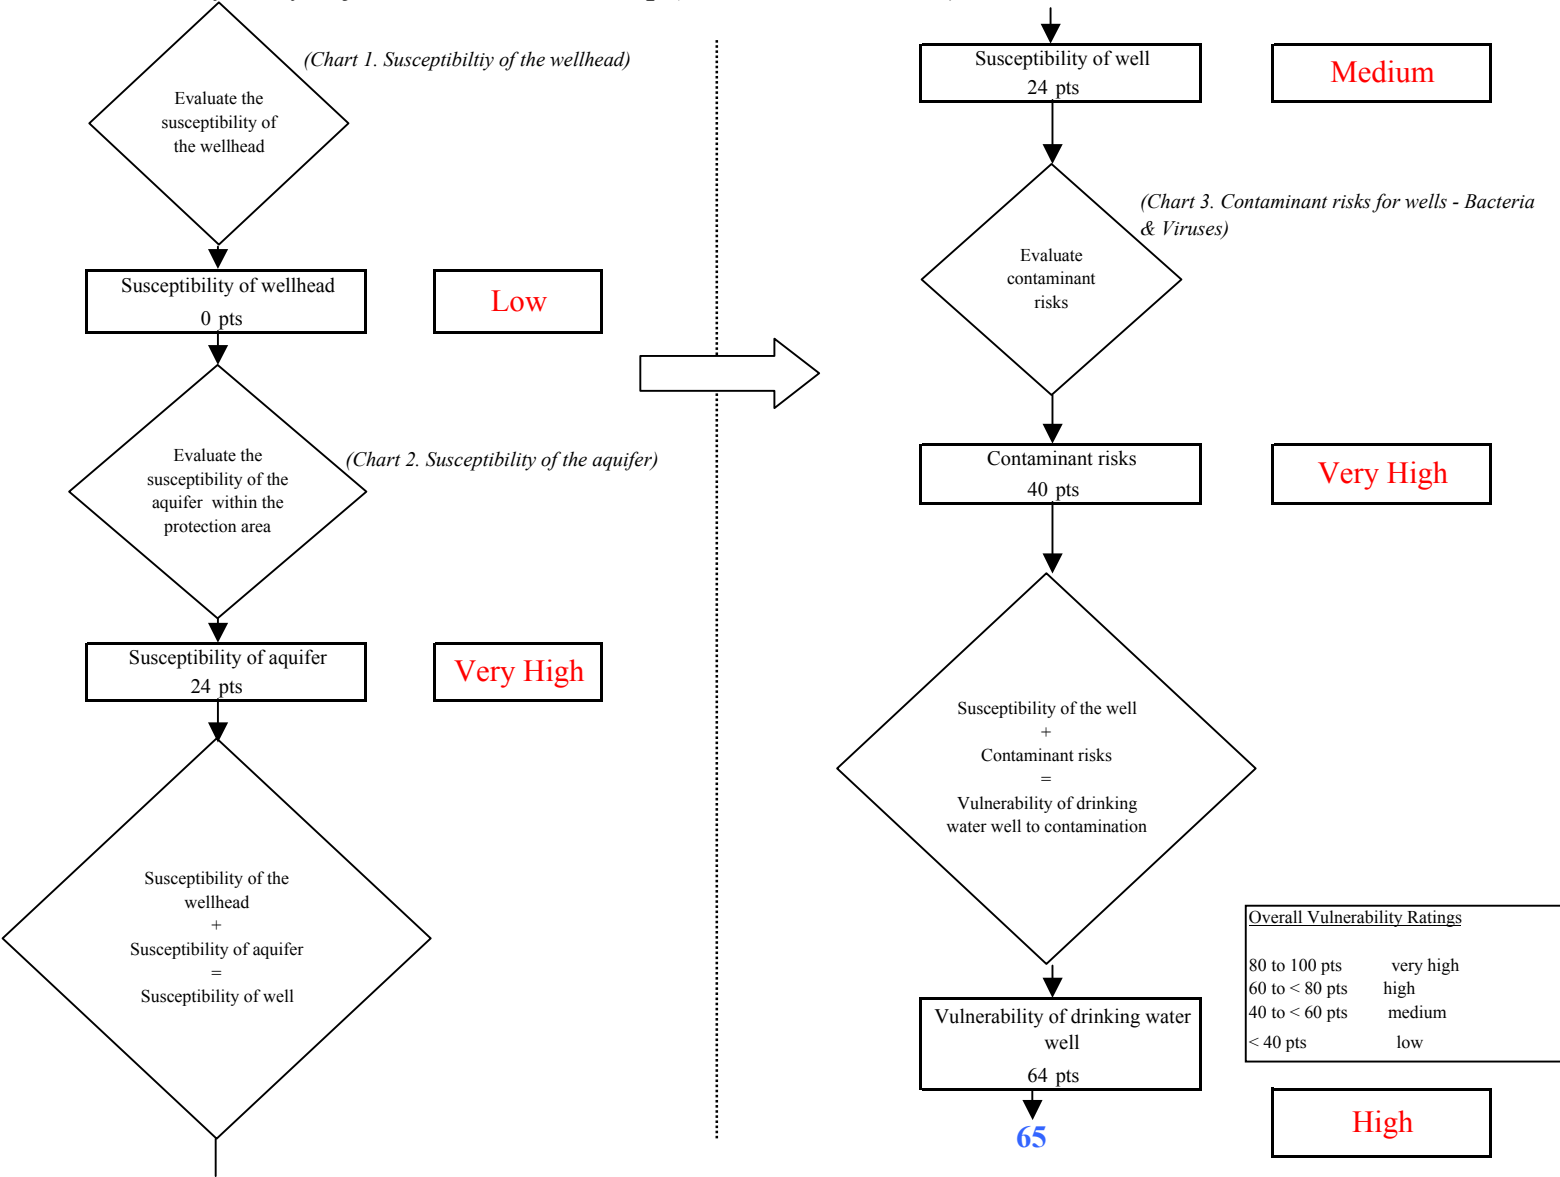 (Chart 1. Susceptibiltiy of the wellhead)
Evaluate the
susceptibility of
the wellhead
Susceptibility of wellhead
0 pts
Low
Evaluate the
susceptibility of the
aquifer within the
protection area
(Chart 2. Susceptibility of the aquifer)
Susceptibility of aquifer
24 pts
Very High
Susceptibility of the
wellhead
+
Susceptibility of aquifer
=
Susceptibility of well
Susceptibility of well
24 pts
Medium
(Chart 3. Contaminant risks for wells - Bacteria
& Viruses)
Evaluate
contaminant
risks
Contaminant risks
40 pts
Very High
Susceptibility of the well
+
Contaminant risks
=
Vulnerability of drinking
water well to contamination
Overall Vulnerability Ratings
80 to 100 pts very high
60 to < 80 pts high
40 to < 60 pts medium
< 40 pts low
Vulnerability of drinking water
well
64 pts
65
High